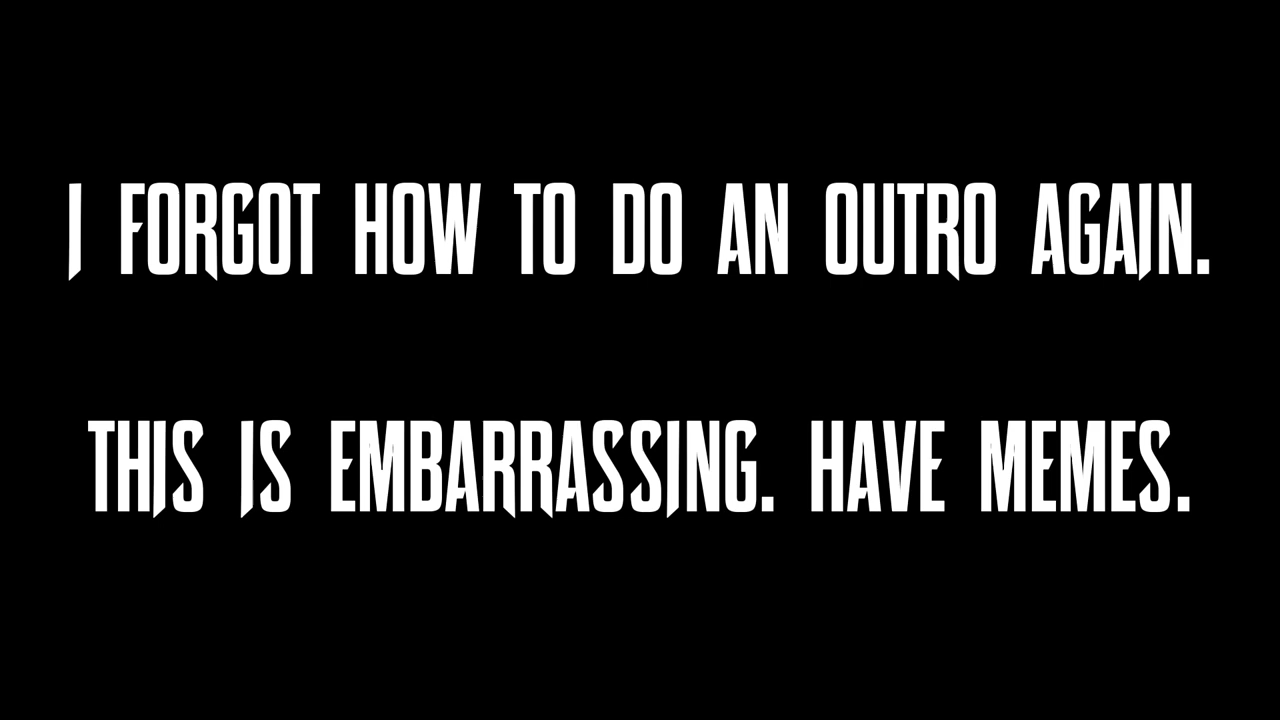 I FORGOT HOW TO DO AN OUTRO AGAIN.
THIS IS EMBARRASSING. HAVE MEMES.